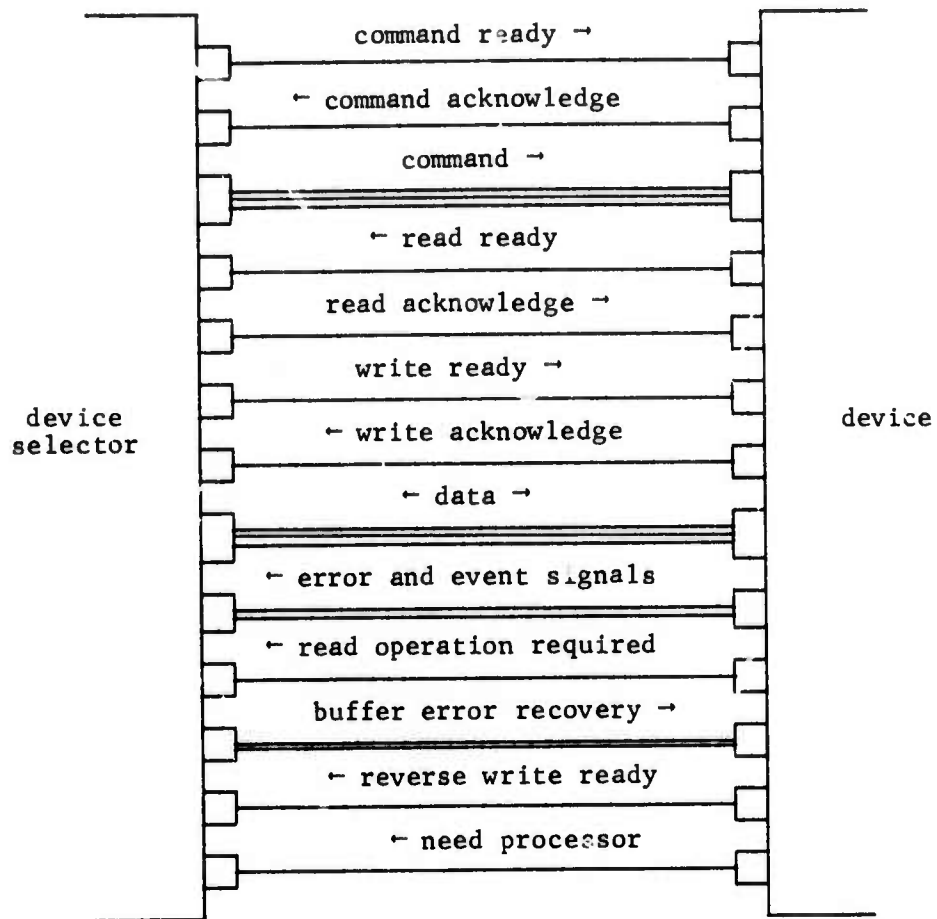 command ready →
← command acknowledge
command →
← read ready
read acknowledge →
write ready →
device
selector
device
← write acknowledge
← data →
← error and event signals
← read operation required
buffer error recovery →
← reverse write ready
← need processor